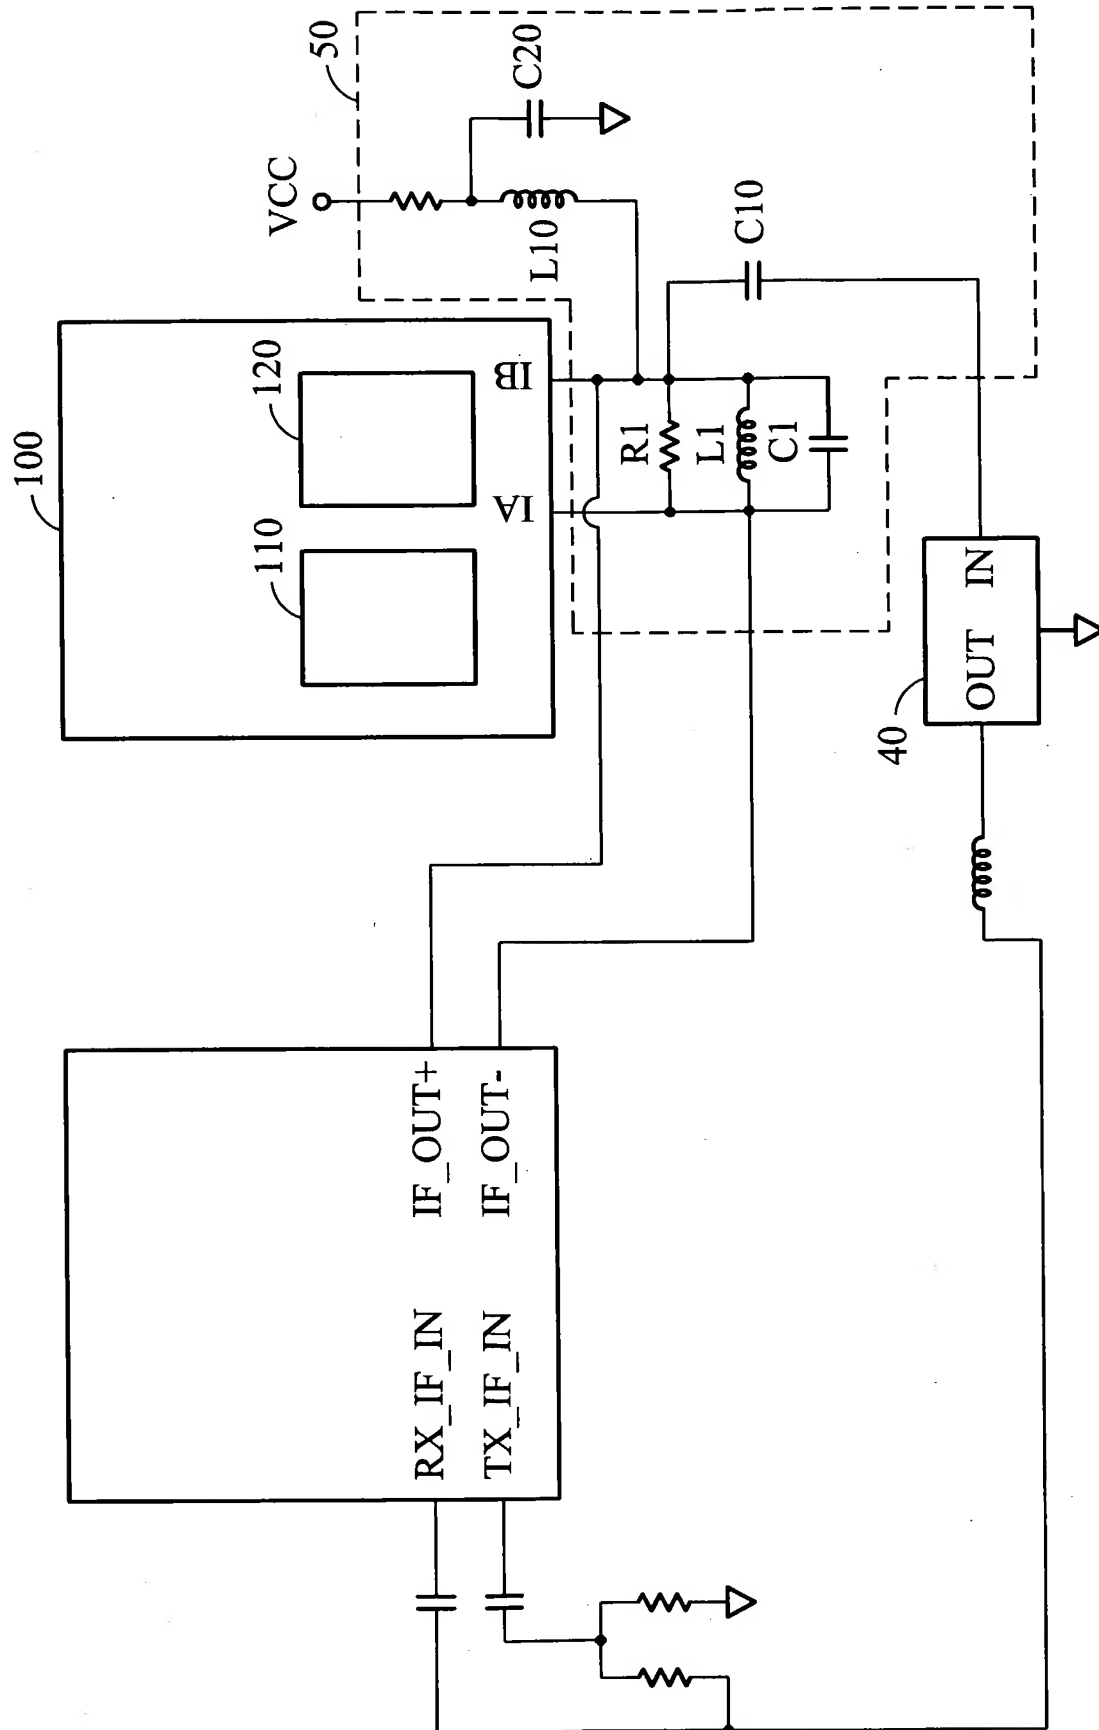 50
VCC
C20
L10
100
120
110
IB
IA
R1
L1
C1
C10
40
OUT
IN
IF_OUT+
IF_OUT-
RX_IF_IN
TX_IF_IN